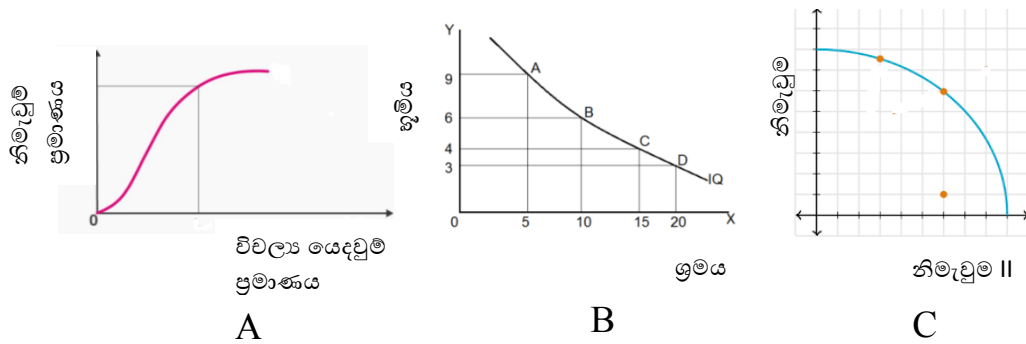 නිමැවුම
ප්‍රමාණය
0
විචල්‍ය යෙදවුම්
ප්‍රමාණය
A
Y
භූමිය
9
6
4
3
A
B
C
D
IQ
0
5
10
15
20
X
ශ්‍රමය
B
නිමැවුම
නිමැවුම II
C